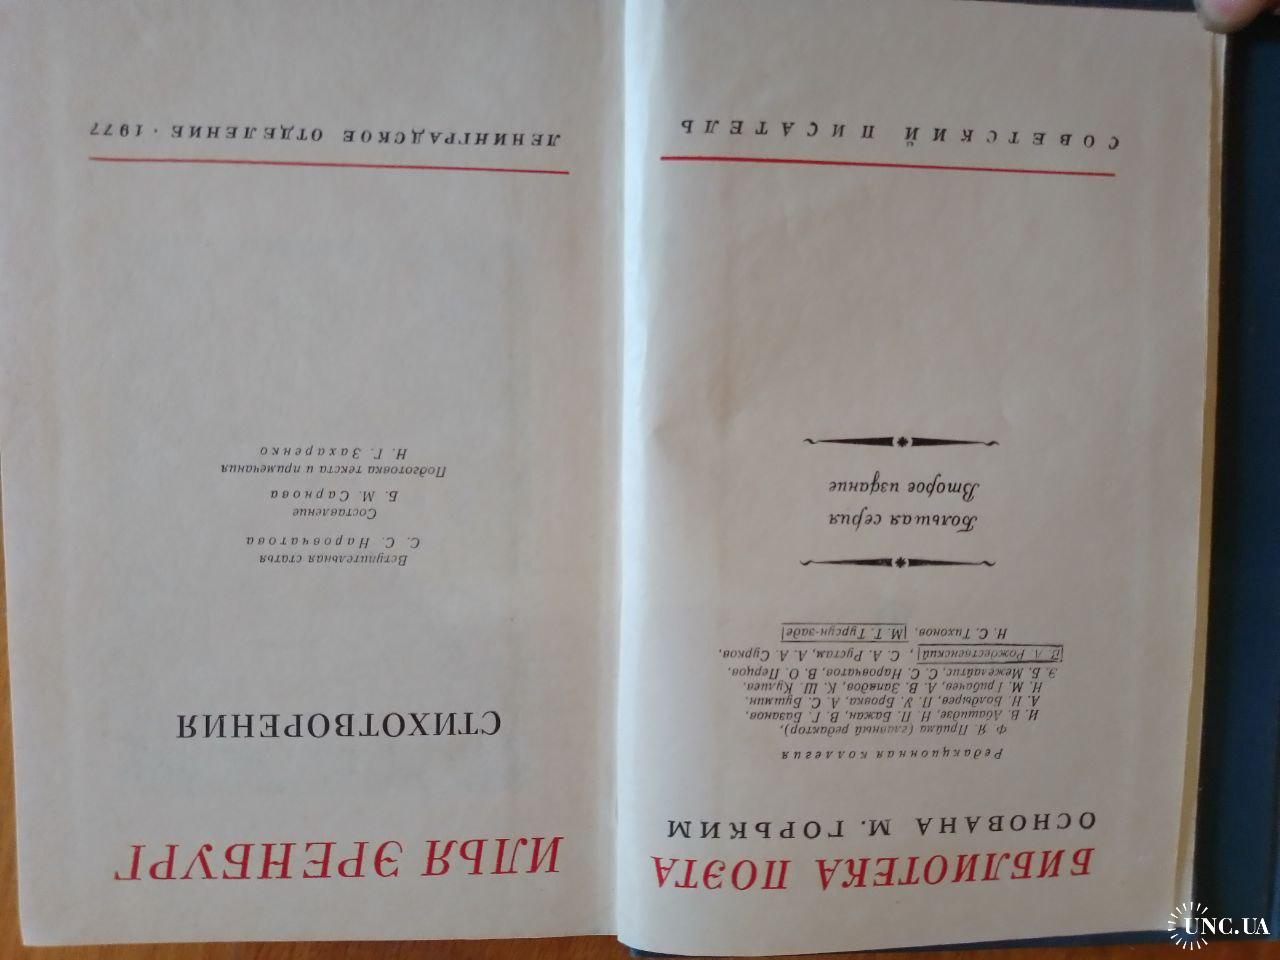 БИБЛИОТЕКА ПОЭТА
ОСНОВАНА М. ГОРЬКИМ
Редакционная коллегия
Ф. Я. Прийма (главный редактор),
И. В. Абашидзе, Н. П. Бажан, В. Г. Базанов,
А. Н. Болдырев, П. У. Бровка, А. С. Бушмин,
Н. М. Грибачев, А. В. Западов, К. Ш. Кулиев,
Э. Б. Межелайтис, С. С. Наровчатов, В. О. Перцов,
В. А. Рождественский, С. А. Рустам, А. А. Сурков,
Н. С. Тихонов, М. Т. Турсун-заде
Большая серия
Второе издание
СОВЕТСКИЙ ПИСАТЕЛЬ
ИЛЬЯ ЭРЕНБУРГ
СТИХОТВОРЕНИЯ
Вступительная статья
С. С. Наровчатова
Составление
Б. М. Сарнова
Подготовка текста и примечания
Н. Г. Захаренко
ЛЕНИНГРАДСКОЕ ОТДЕЛЕНИЕ · 1977
UNC.UA